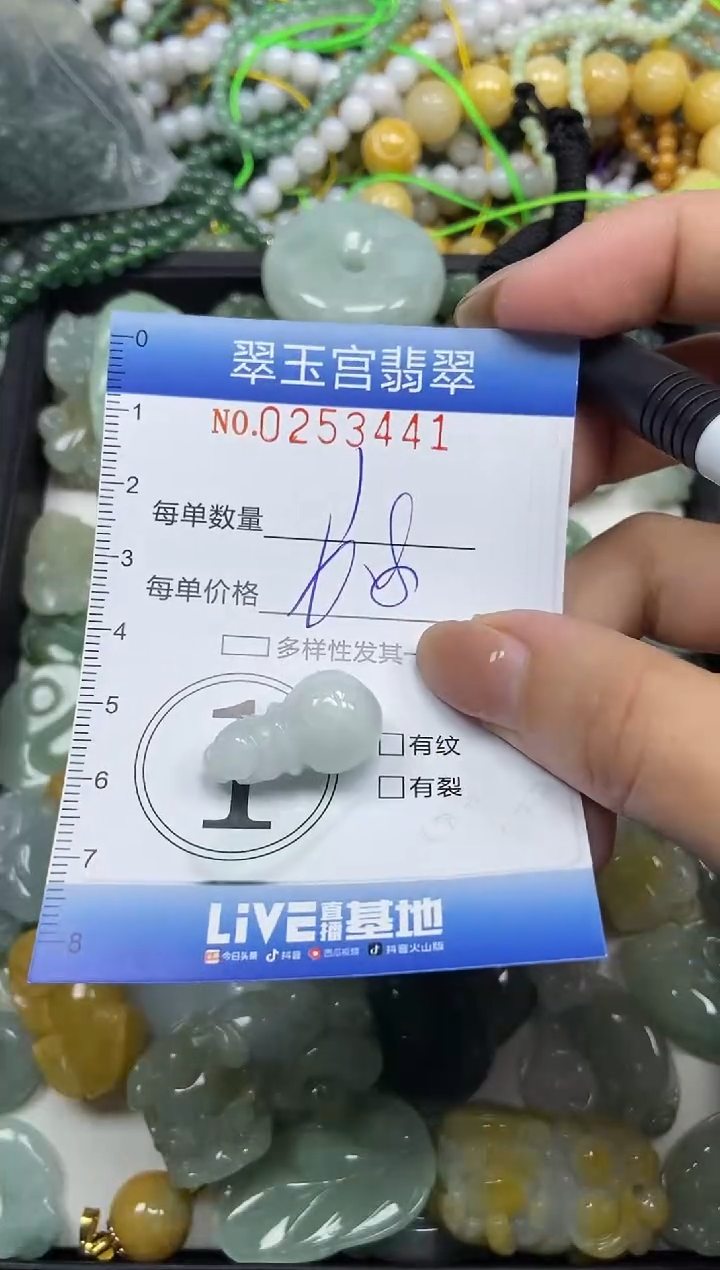 0
翠玉宫翡翠
1
NO.0253441
2
每单数量
3
每单价格
4
多样性发其一
5
1
有纹
6
有裂
7
LiVE直播基地
8
今日头条 抖音 西瓜视频 抖音火山版